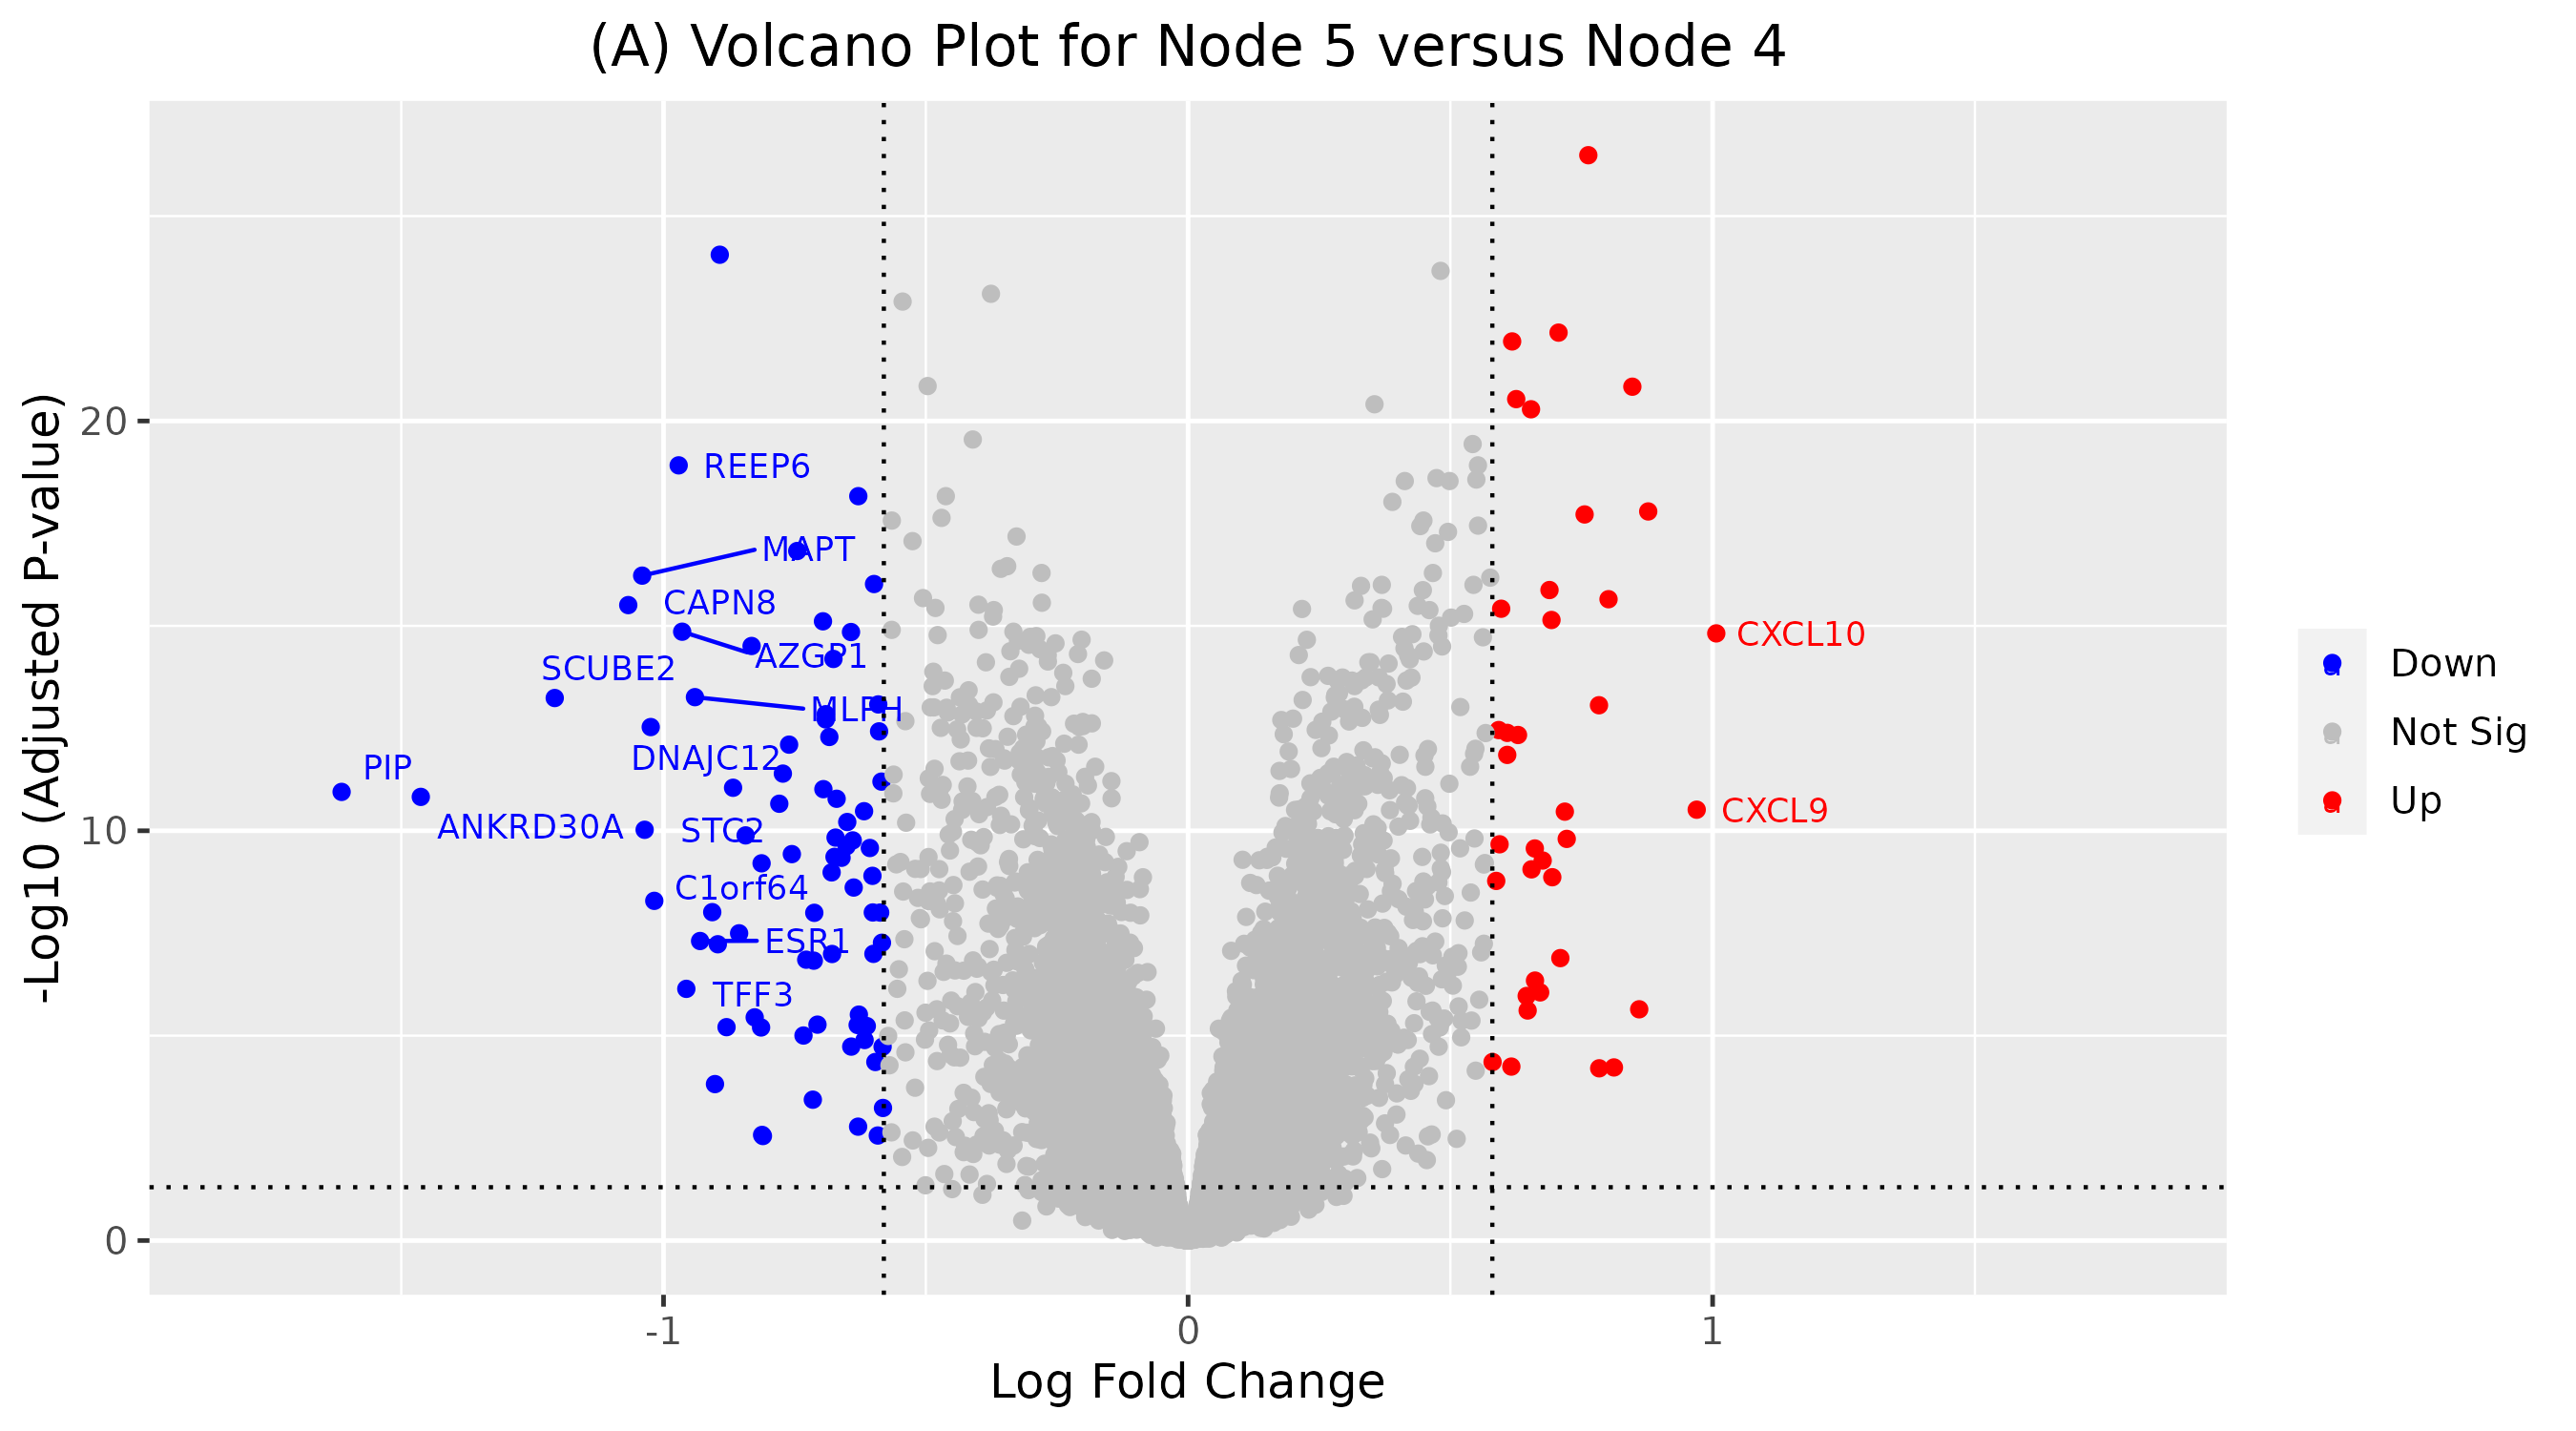 (A) Volcano Plot for Node 5 versus Node 4
-Log10 (Adjusted P-value)
20
10
0
REEP6
MAPT
CAPN8
AZGP1
SCUBE2
MLPH
DNAJC12
PIP
ANKRD30A
STC2
C1orf64
ESR1
TFF3
CXCL10
CXCL9
-1
0
1
Log Fold Change
a Down
a Not Sig
a Up